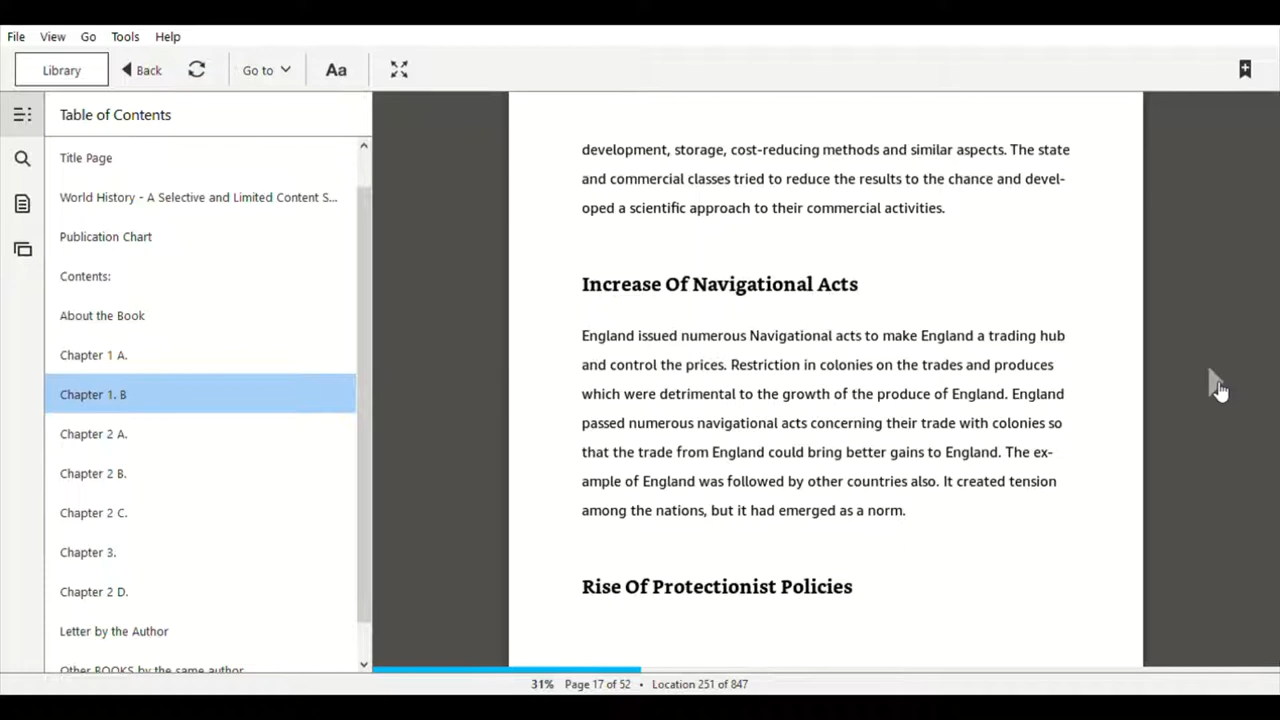 File View Go Tools Help
Library Back Go to Aa
Table of Contents
Title Page
World History - A Selective and Limited Content S...
Publication Chart
Contents:
About the Book
Chapter 1 A.
Chapter 1. B
Chapter 2 A.
Chapter 2 B.
Chapter 2 C.
Chapter 3.
Chapter 2 D.
Letter by the Author
Other BOOKS by the same author
development, storage, cost-reducing methods and similar aspects. The state
and commercial classes tried to reduce the results to the chance and devel-
oped a scientific approach to their commercial activities.
Increase Of Navigational Acts
England issued numerous Navigational acts to make England a trading hub
and control the prices. Restriction in colonies on the trades and produces
which were detrimental to the growth of the produce of England. England
passed numerous navigational acts concerning their trade with colonies so
that the trade from England could bring better gains to England. The ex-
ample of England was followed by other countries also. It created tension
among the nations, but it had emerged as a norm.
Rise Of Protectionist Policies
31% Page 17 of 52 • Location 251 of 847